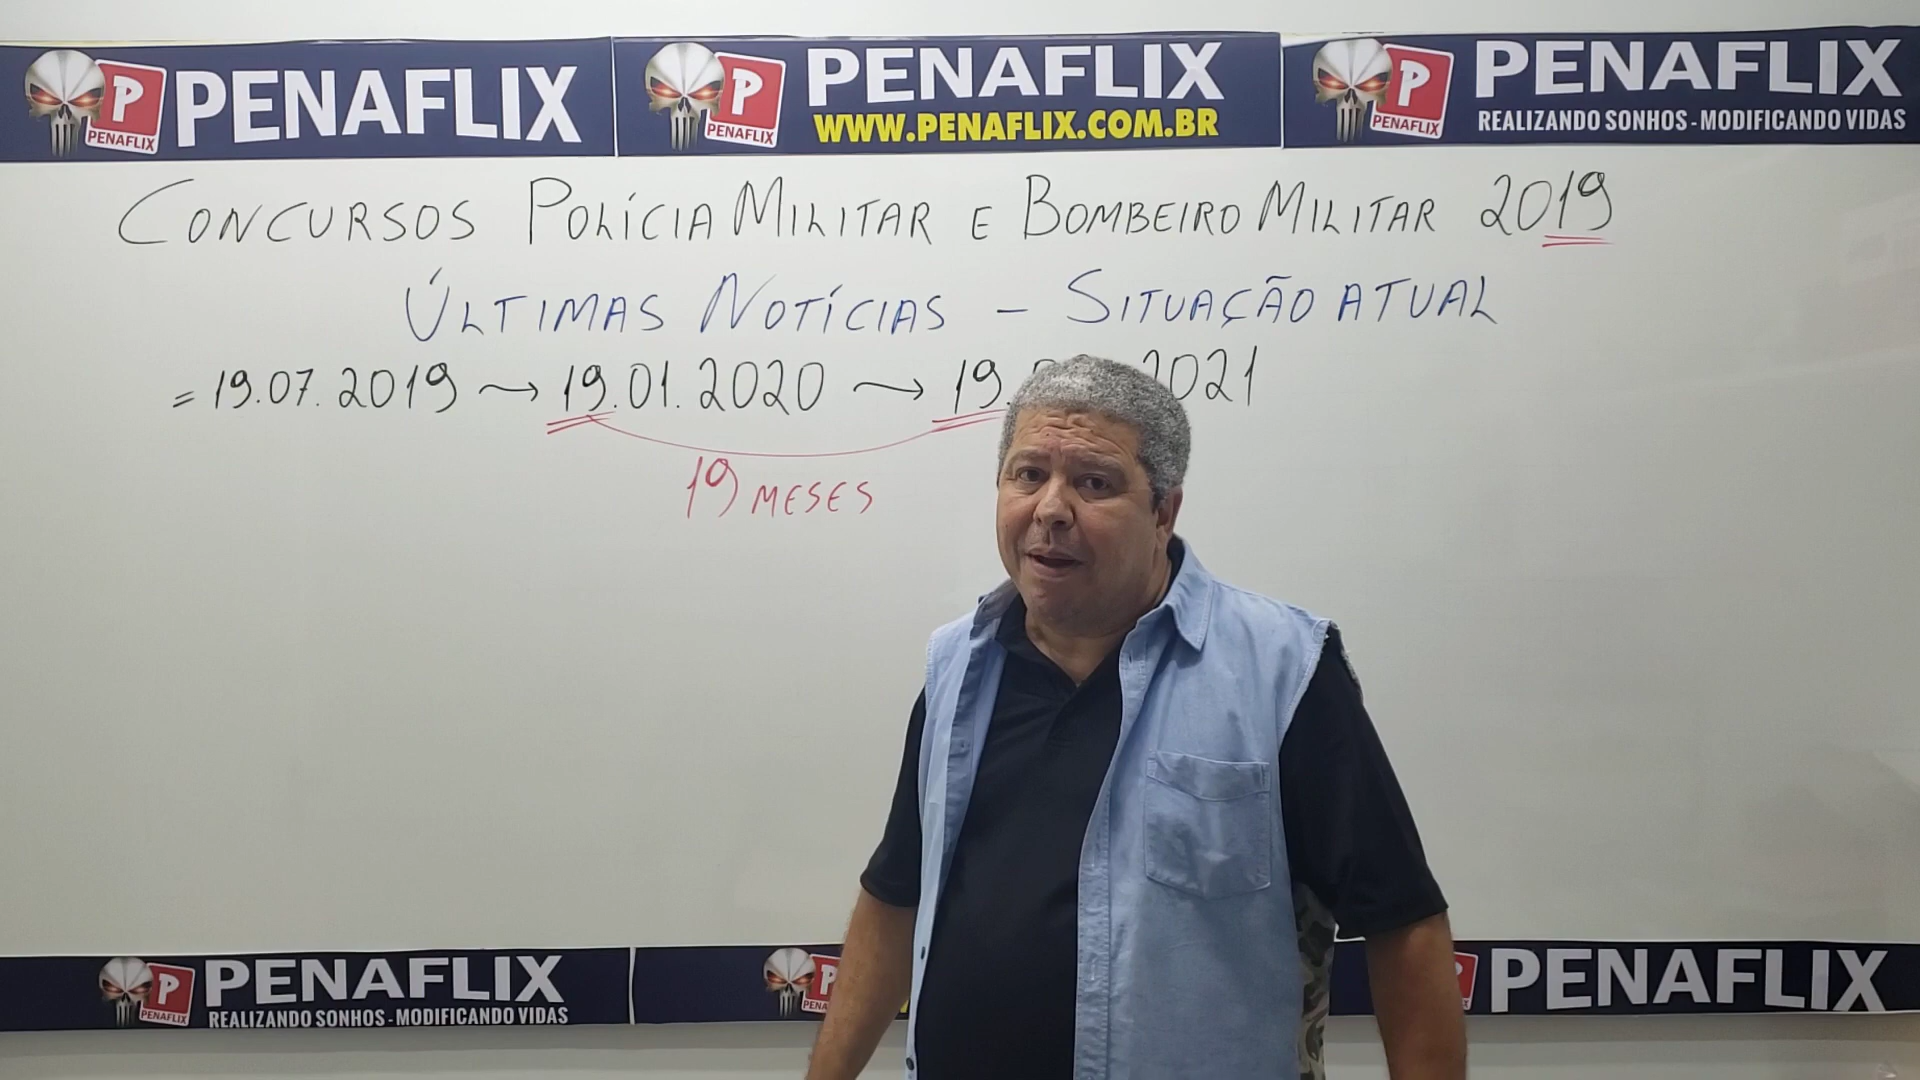 P PENAFLIX PENAFLIX
P PENAFLIX PENAFLIX
WWW.PENAFLIX.COM.BR
P PENAFLIX PENAFLIX
REALIZANDO SONHOS - MODIFICANDO VIDAS
CONCURSOS POLÍCIA MILITAR E BOMBEIRO MILITAR 2019
ÚLTIMAS NOTÍCIAS - SITUAÇÃO ATUAL
= 19.07.2019 → 19.01.2020 → 19. 2021
19 MESES
P PENAFLIX PENAFLIX
REALIZANDO SONHOS - MODIFICANDO VIDAS
P
PENAFLIX